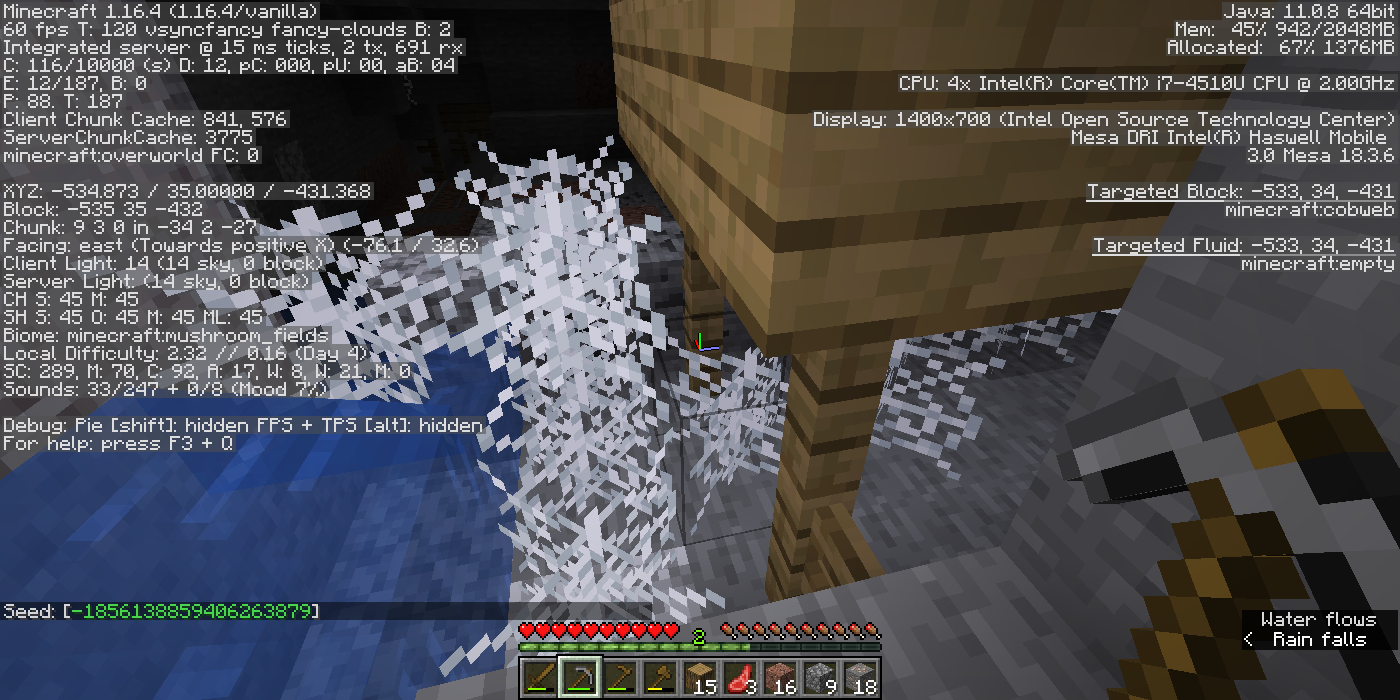 Minecraft 1.16.4 (1.16.4/vanilla)
60 fps T: 120 vsyncfancy fancy-clouds B: 2
Integrated server @ 15 ms ticks, 2 tx, 691 rx
C: 116/10000 (s) D: 12, pC: 000, pU: 00, aB: 04
E: 12/187, B: 0
P: 88. T: 187
Client Chunk Cache: 841, 576
ServerChunkCache: 3775
minecraft:overworld FC: 0
XYZ: -534.873 / 35.00000 / -431.368
Block: -535 35 -432
Chunk: 9 3 0 in -34 2 -27
Facing: east (Towards positive X) (-76.1 / 32.6)
Client Light: 14 (14 sky, 0 block)
Server Light: (14 sky, 0 block)
CH S: 45 M: 45
SH S: 45 O: 45 M: 45 ML: 45
Biome: minecraft:mushroom_fields
Local Difficulty: 2.32 // 0.16 (Day 4)
SC: 289, M: 70, C: 92, A: 17, W: 8, W: 21, M: 0
Sounds: 33/247 + 0/8 (Mood 7%)
Debug: Pie [shift]: hidden FPS + TPS [alt]: hidden
For help: press F3 + Q
Java: 11.0.8 64bit
Mem: 45% 942/2048MB
Allocated: 67% 1376MB
CPU: 4x Intel(R) Core(TM) i7-4510U CPU @ 2.00GHz
Display: 1400x700 (Intel Open Source Technology Center)
Mesa DRI Intel(R) Haswell Mobile
3.0 Mesa 18.3.6
Targeted Block: -533, 34, -431
minecraft:cobweb
Targeted Fluid: -533, 34, -431
minecraft:empty
Seed: [-1856138859406263879]
Water flows
< Rain falls
2
15 3 16 9 18